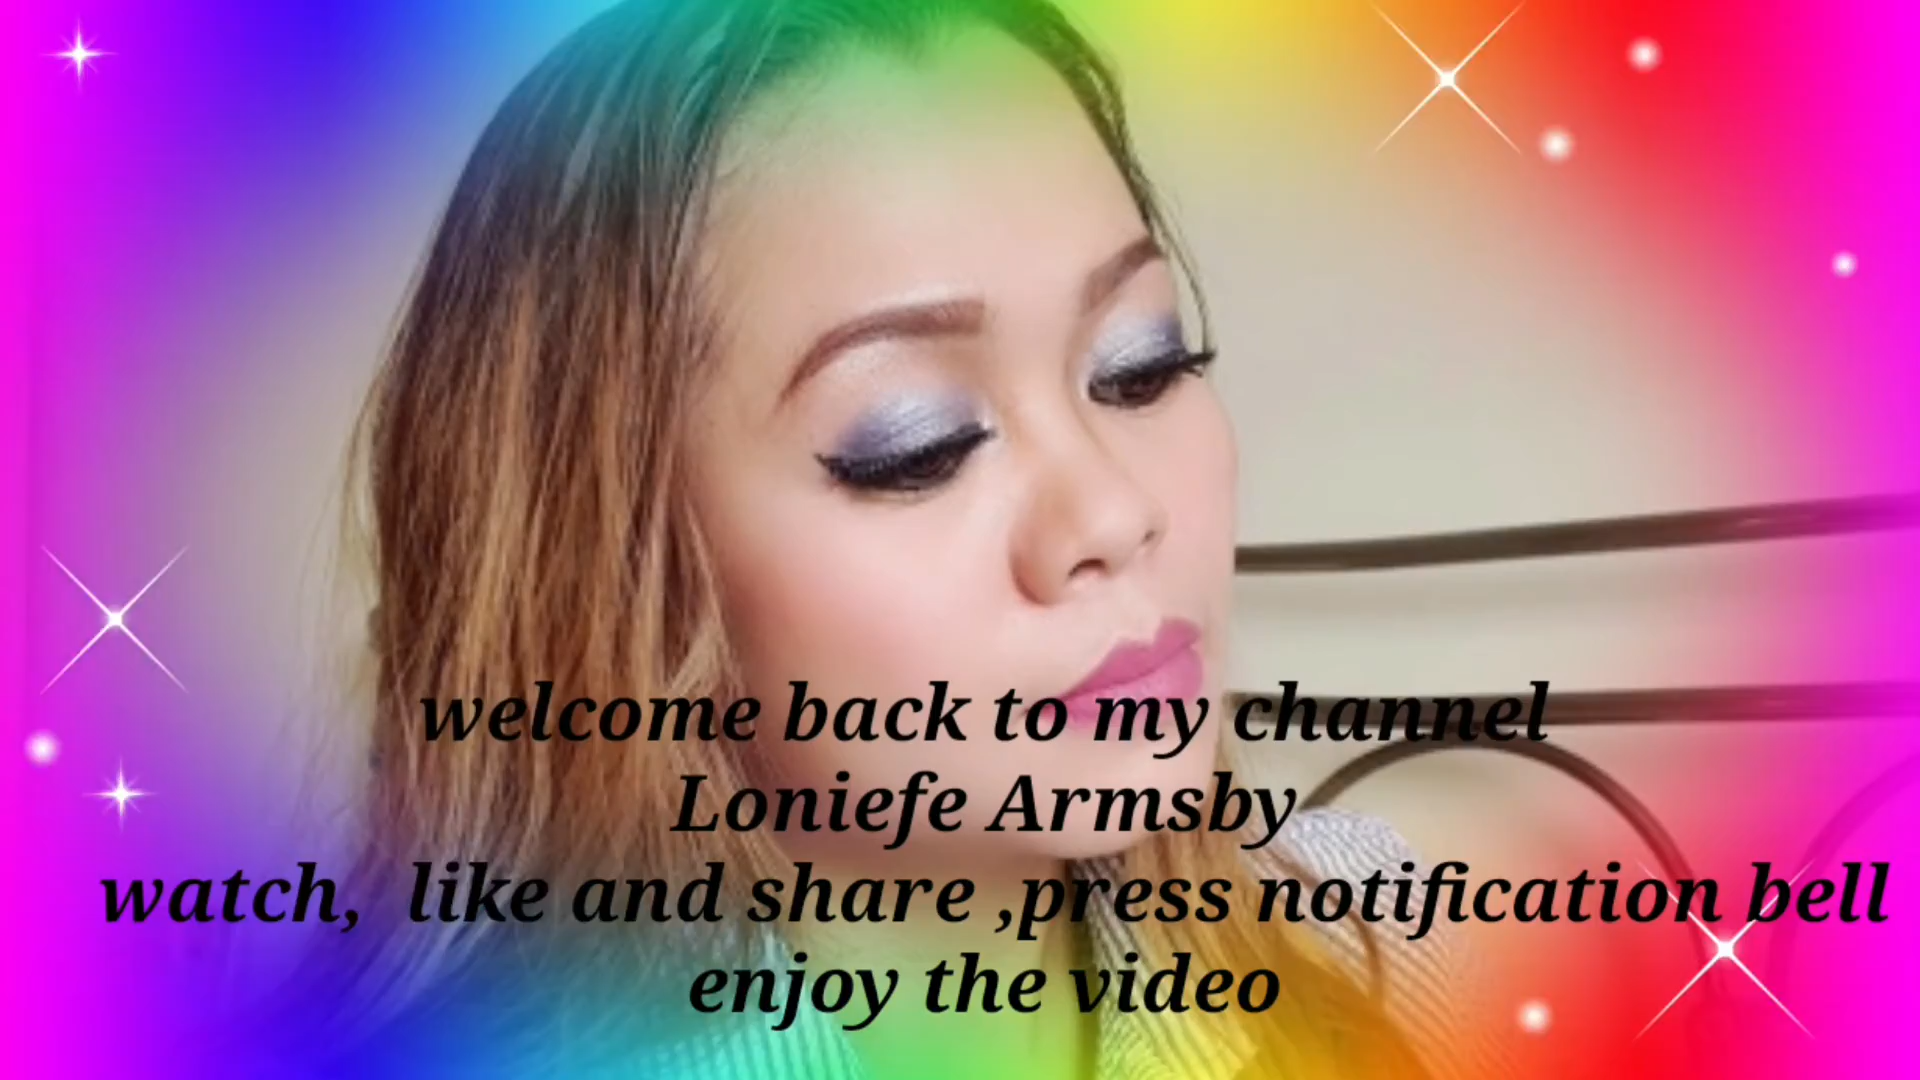 welcome back to my channel
Loniefe Armsby
watch,  like and share ,press notification bell
enjoy the video